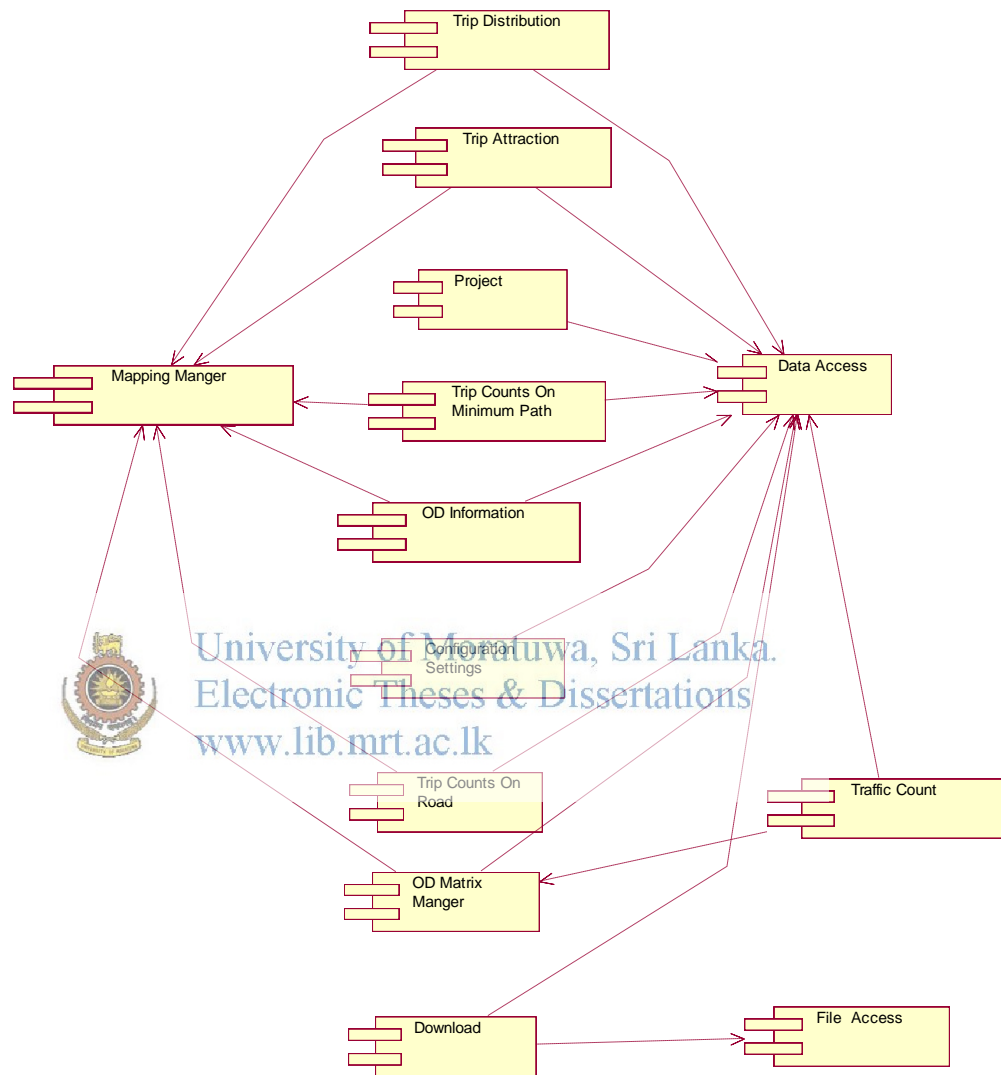 Trip Distribution
Trip Attraction
Project
Mapping Manger
Trip Counts On
Minimum Path
Data Access
OD Information
University of Moratuwa, Sri Lanka.
Electronic Theses & Dissertations
www.lib.mrt.ac.lk
Configuration
Settings
Trip Counts On
Road
Traffic Count
OD Matrix
Manger
Download
File Access